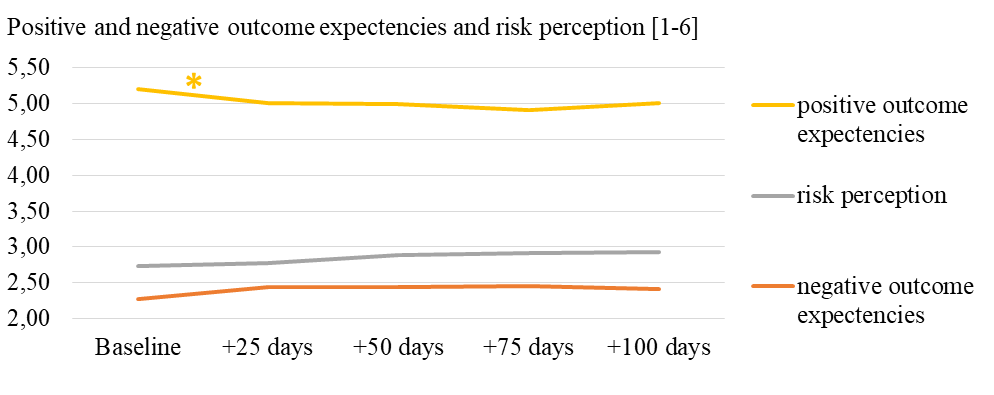 Positive and negative outcome expectencies and risk perception [1-6]
5,50
5,00
4,50
4,00
3,50
3,00
2,50
2,00
Baseline
+25 days
+50 days
+75 days
+100 days
*
positive outcome
expectencies
risk perception
negative outcome
expectencies